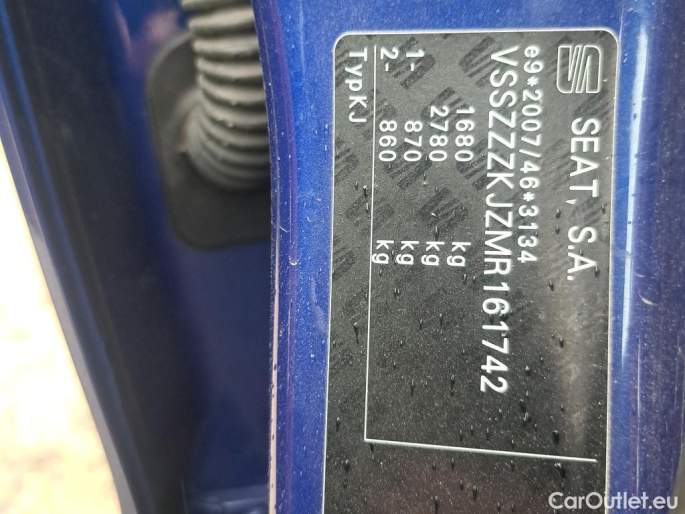 SEAT, S.A.
e9*2007/46*3134
VSSZZZKJZMR161742
1680 kg
2780 kg
1- 870 kg
2- 860 kg
TypKJ
CarOutlet.eu